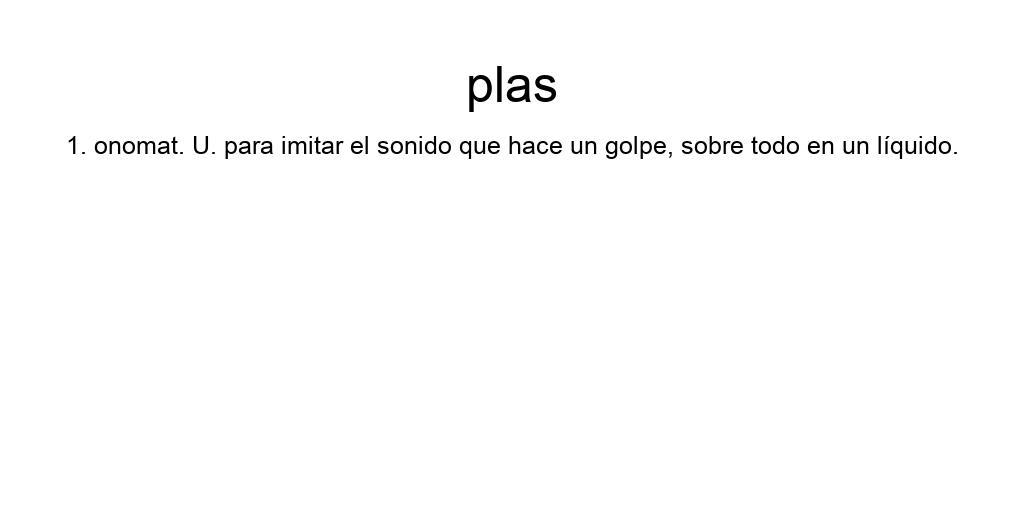 plas
1. onomat. U. para imitar el sonido que hace un golpe, sobre todo en un líquido.